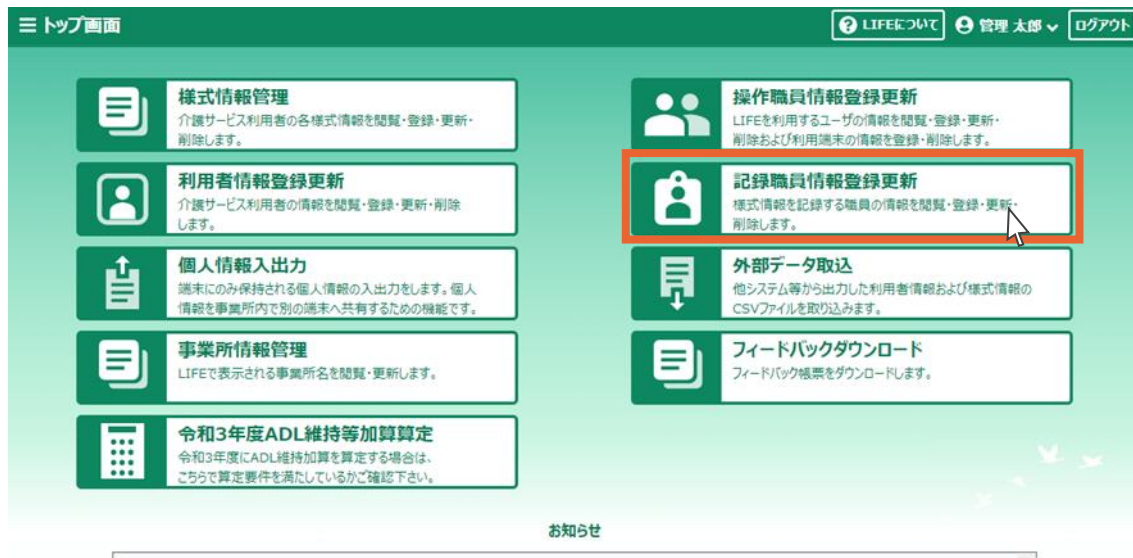 トップ画面
LIFEについて
管理 太郎
ログアウト
様式情報管理
介護サービス利用者の各様式情報を閲覧・登録・更新・
削除します。
操作職員情報登録更新
LIFEを利用するユーザの情報を閲覧・登録・更新・
削除および利用端末の情報を登録・削除します。
利用者情報登録更新
介護サービス利用者の情報を閲覧・登録・更新・削除
します。
記録職員情報登録更新
様式情報を記録する職員の情報を閲覧・登録・更新・
削除します。
個人情報入出力
端末にのみ保持される個人情報の入出力をします。個人
情報を事業所内で別の端末へ共有するための機能です。
外部データ取込
他システム等から出力した利用者情報および様式情報の
CSVファイルを取り込みます。
事業所情報管理
LIFEで表示される事業所名を閲覧・更新します。
フィードバックダウンロード
フィードバック帳票をダウンロードします。
令和3年度ADL維持等加算算定
令和3年度にADL維持加算を算定する場合は、
こちらで算定要件を満たしているかご確認下さい。
お知らせ